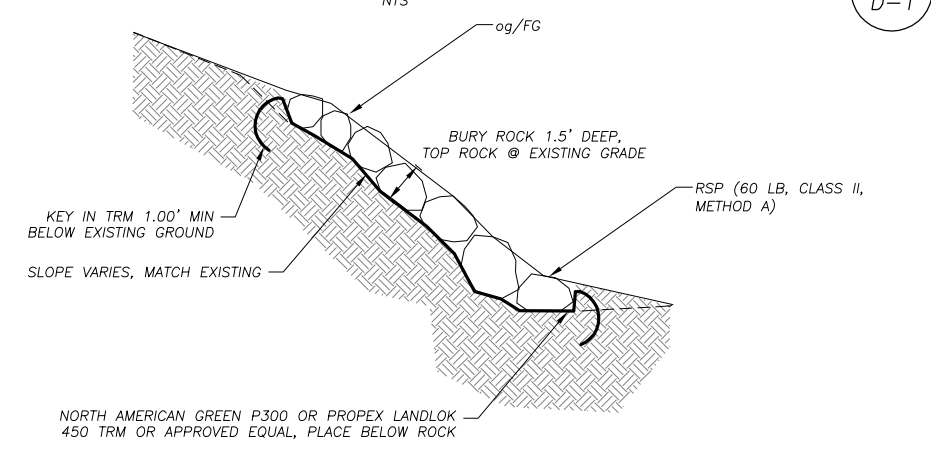 NTS
D-1
og/FG
BURY ROCK 1.5' DEEP,
TOP ROCK @ EXISTING GRADE
RSP (60 LB, CLASS II,
METHOD A)
KEY IN TRM 1.00' MIN
BELOW EXISTING GROUND
SLOPE VARIES, MATCH EXISTING
NORTH AMERICAN GREEN P300 OR PROPEX LANDLOK
450 TRM OR APPROVED EQUAL, PLACE BELOW ROCK